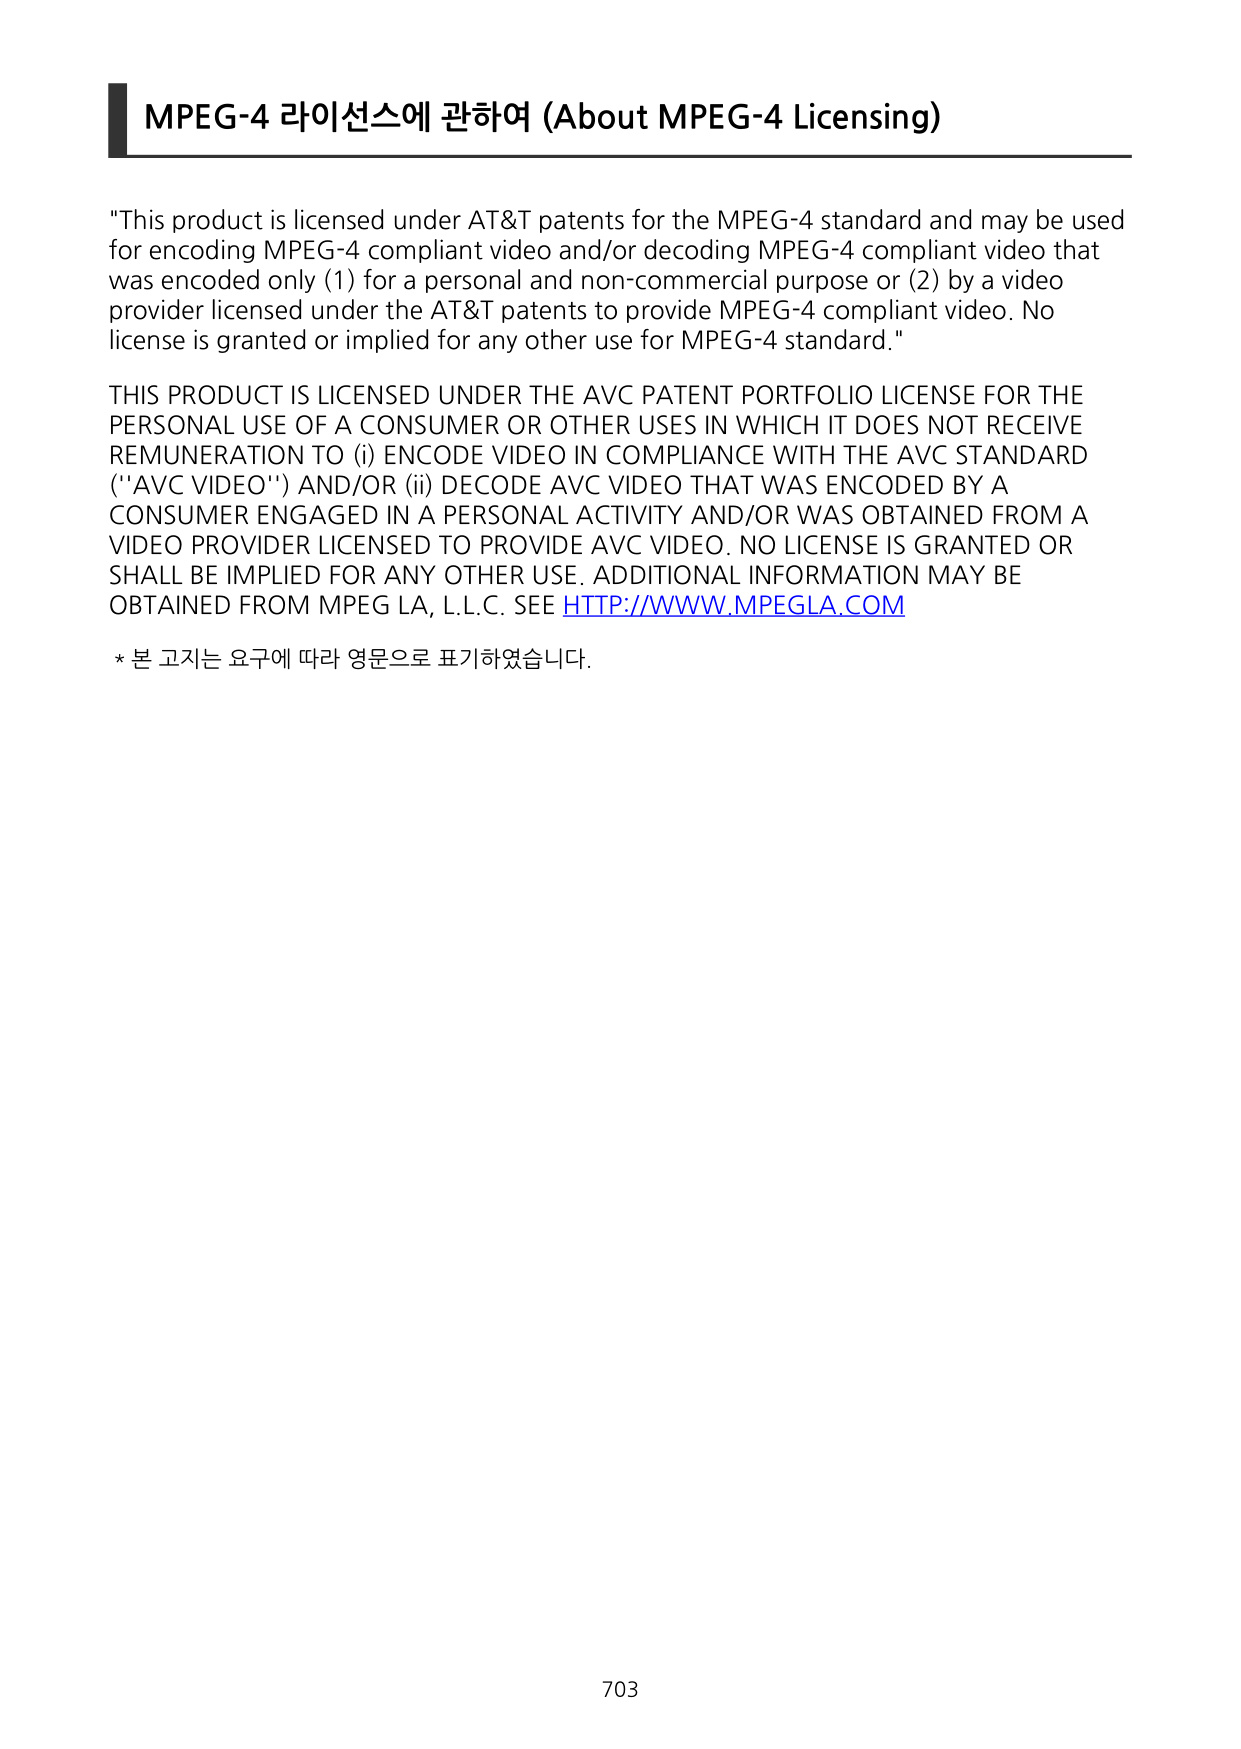 MPEG-4 라이선스에 관하여 (About MPEG-4 Licensing)
"This product is licensed under AT&T patents for the MPEG-4 standard and may be used
for encoding MPEG-4 compliant video and/or decoding MPEG-4 compliant video that
was encoded only (1) for a personal and non-commercial purpose or (2) by a video
provider licensed under the AT&T patents to provide MPEG-4 compliant video. No
license is granted or implied for any other use for MPEG-4 standard."
THIS PRODUCT IS LICENSED UNDER THE AVC PATENT PORTFOLIO LICENSE FOR THE
PERSONAL USE OF A CONSUMER OR OTHER USES IN WHICH IT DOES NOT RECEIVE
REMUNERATION TO (i) ENCODE VIDEO IN COMPLIANCE WITH THE AVC STANDARD
(''AVC VIDEO'') AND/OR (ii) DECODE AVC VIDEO THAT WAS ENCODED BY A
CONSUMER ENGAGED IN A PERSONAL ACTIVITY AND/OR WAS OBTAINED FROM A
VIDEO PROVIDER LICENSED TO PROVIDE AVC VIDEO. NO LICENSE IS GRANTED OR
SHALL BE IMPLIED FOR ANY OTHER USE. ADDITIONAL INFORMATION MAY BE
OBTAINED FROM MPEG LA, L.L.C. SEE HTTP://WWW.MPEGLA.COM
* 본 고지는 요구에 따라 영문으로 표기하였습니다.
703